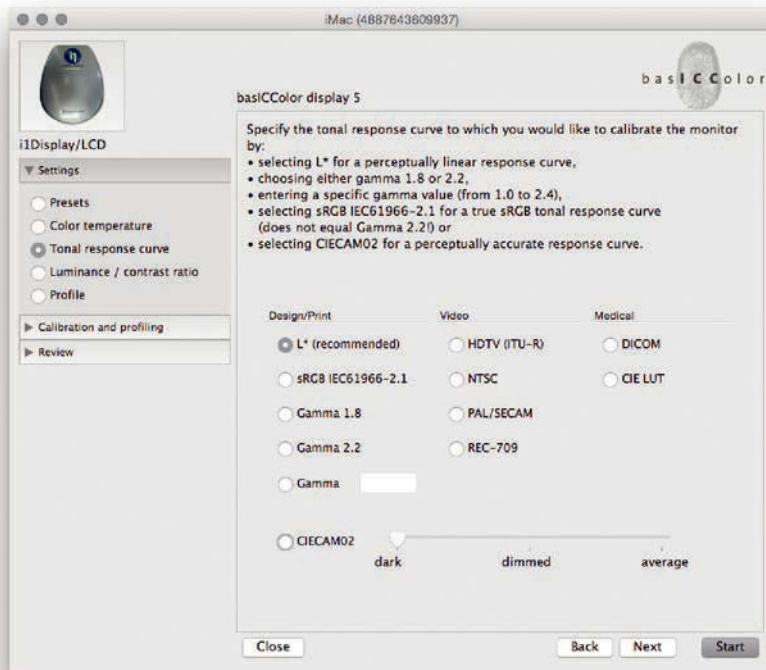 iMac (4887643609937)
basICColor
basICColor display 5
i1Display/LCD
Settings
Presets
Color temperature
Tonal response curve
Luminance / contrast ratio
Profile
Calibration and profiling
Review
Specify the tonal response curve to which you would like to calibrate the monitor
by:
• selecting L* for a perceptually linear response curve,
• choosing either gamma 1.8 or 2.2,
• entering a specific gamma value (from 1.0 to 2.4),
• selecting sRGB IEC61966-2.1 for a true sRGB tonal response curve
(does not equal Gamma 2.2!) or
• selecting CIECAM02 for a perceptually accurate response curve.
Design/Print Video Medical
L* (recommended) HDTV (ITU-R) DICOM
sRGB IEC61966-2.1 NTSC CIE LUT
Gamma 1.8 PAL/SECAM
Gamma 2.2 REC-709
Gamma
CIECAM02
dark dimmed average
Close Back Next Start